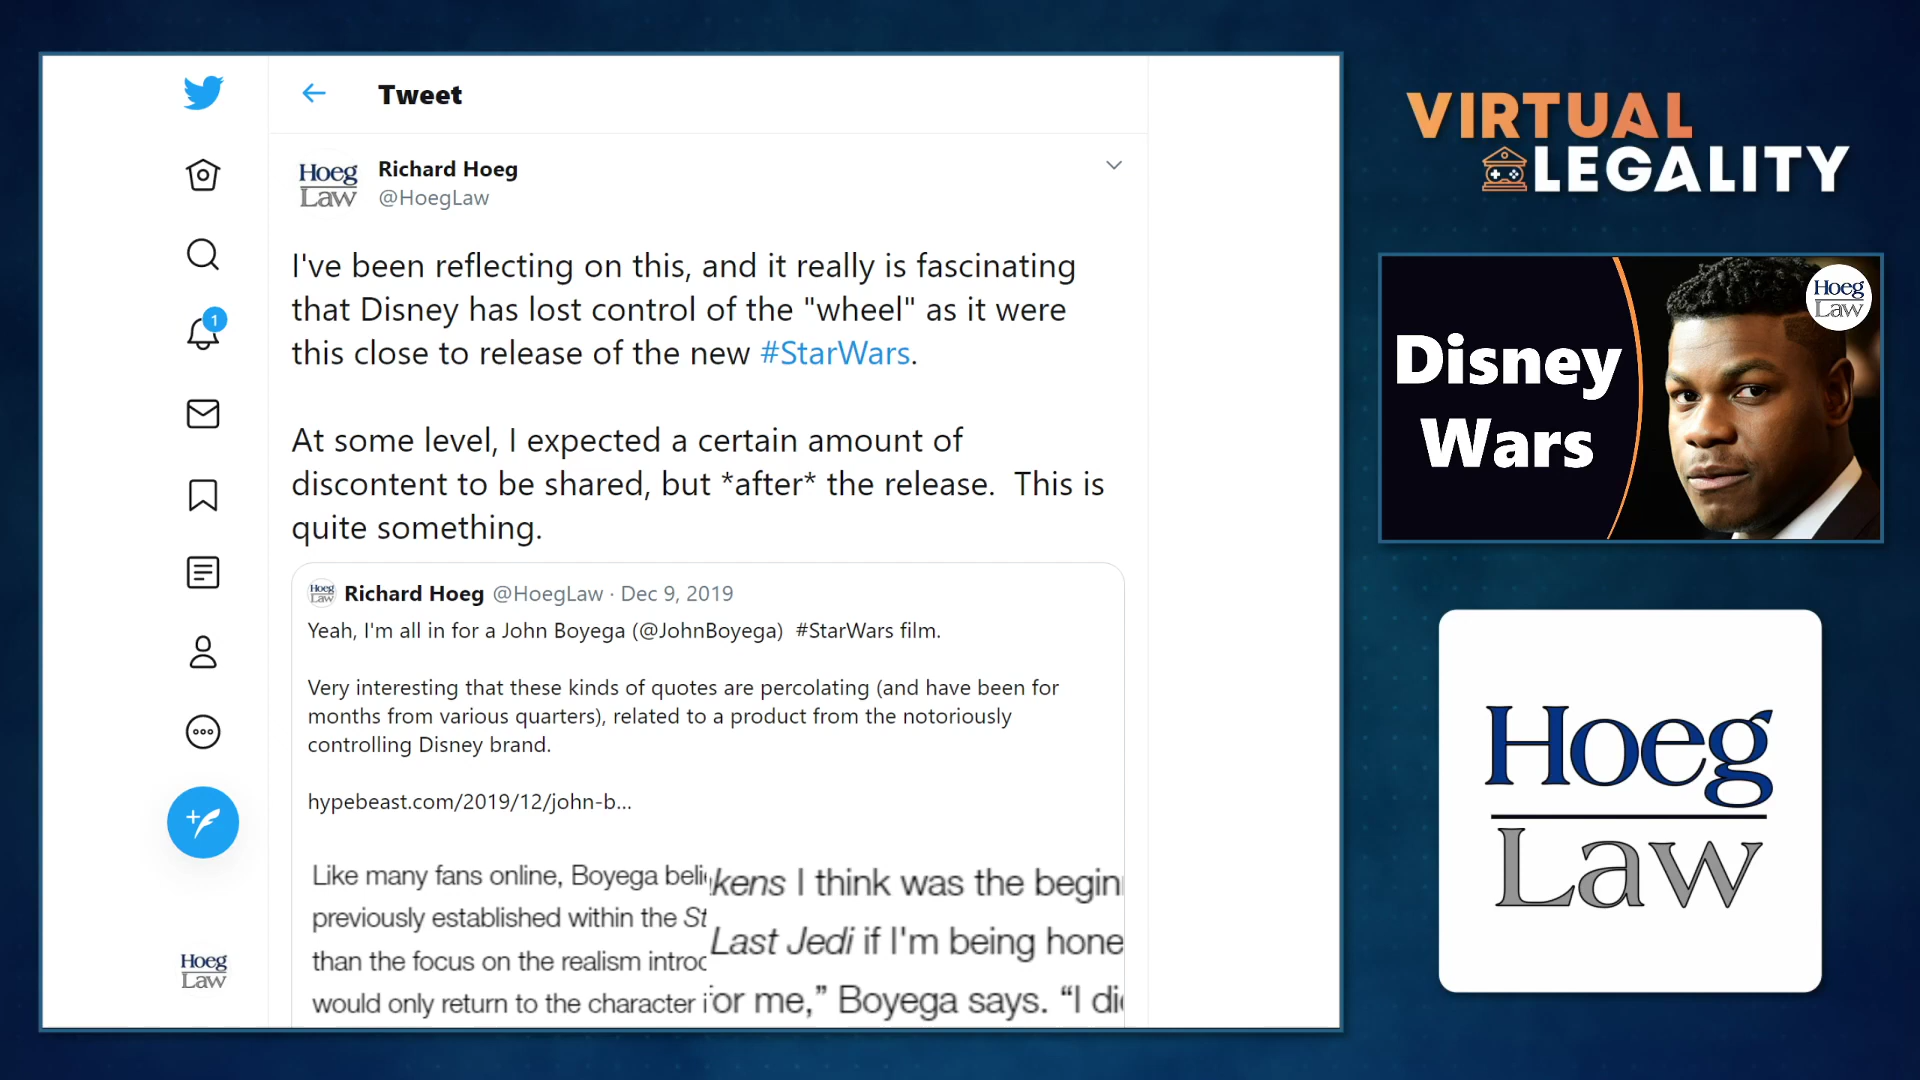 Tweet
Hoeg
Law
Richard Hoeg
@HoegLaw
I've been reflecting on this, and it really is fascinating
that Disney has lost control of the "wheel" as it were
this close to release of the new #StarWars.
At some level, I expected a certain amount of
discontent to be shared, but *after* the release.  This is
quite something.
Hoeg
Law
Richard Hoeg @HoegLaw · Dec 9, 2019
Yeah, I'm all in for a John Boyega (@JohnBoyega)  #StarWars film.
Very interesting that these kinds of quotes are percolating (and have been for
months from various quarters), related to a product from the notoriously
controlling Disney brand.
hypebeast.com/2019/12/john-b...
Like many fans online, Boyega beli
previously established within the St
than the focus on the realism introc
would only return to the character i
kens I think was the begin
Last Jedi if I'm being hone
or me,” Boyega says. “I di
1
Hoeg
Law
VIRTUAL
LEGALITY
Disney
Wars
Hoeg
Law
Hoeg
Law